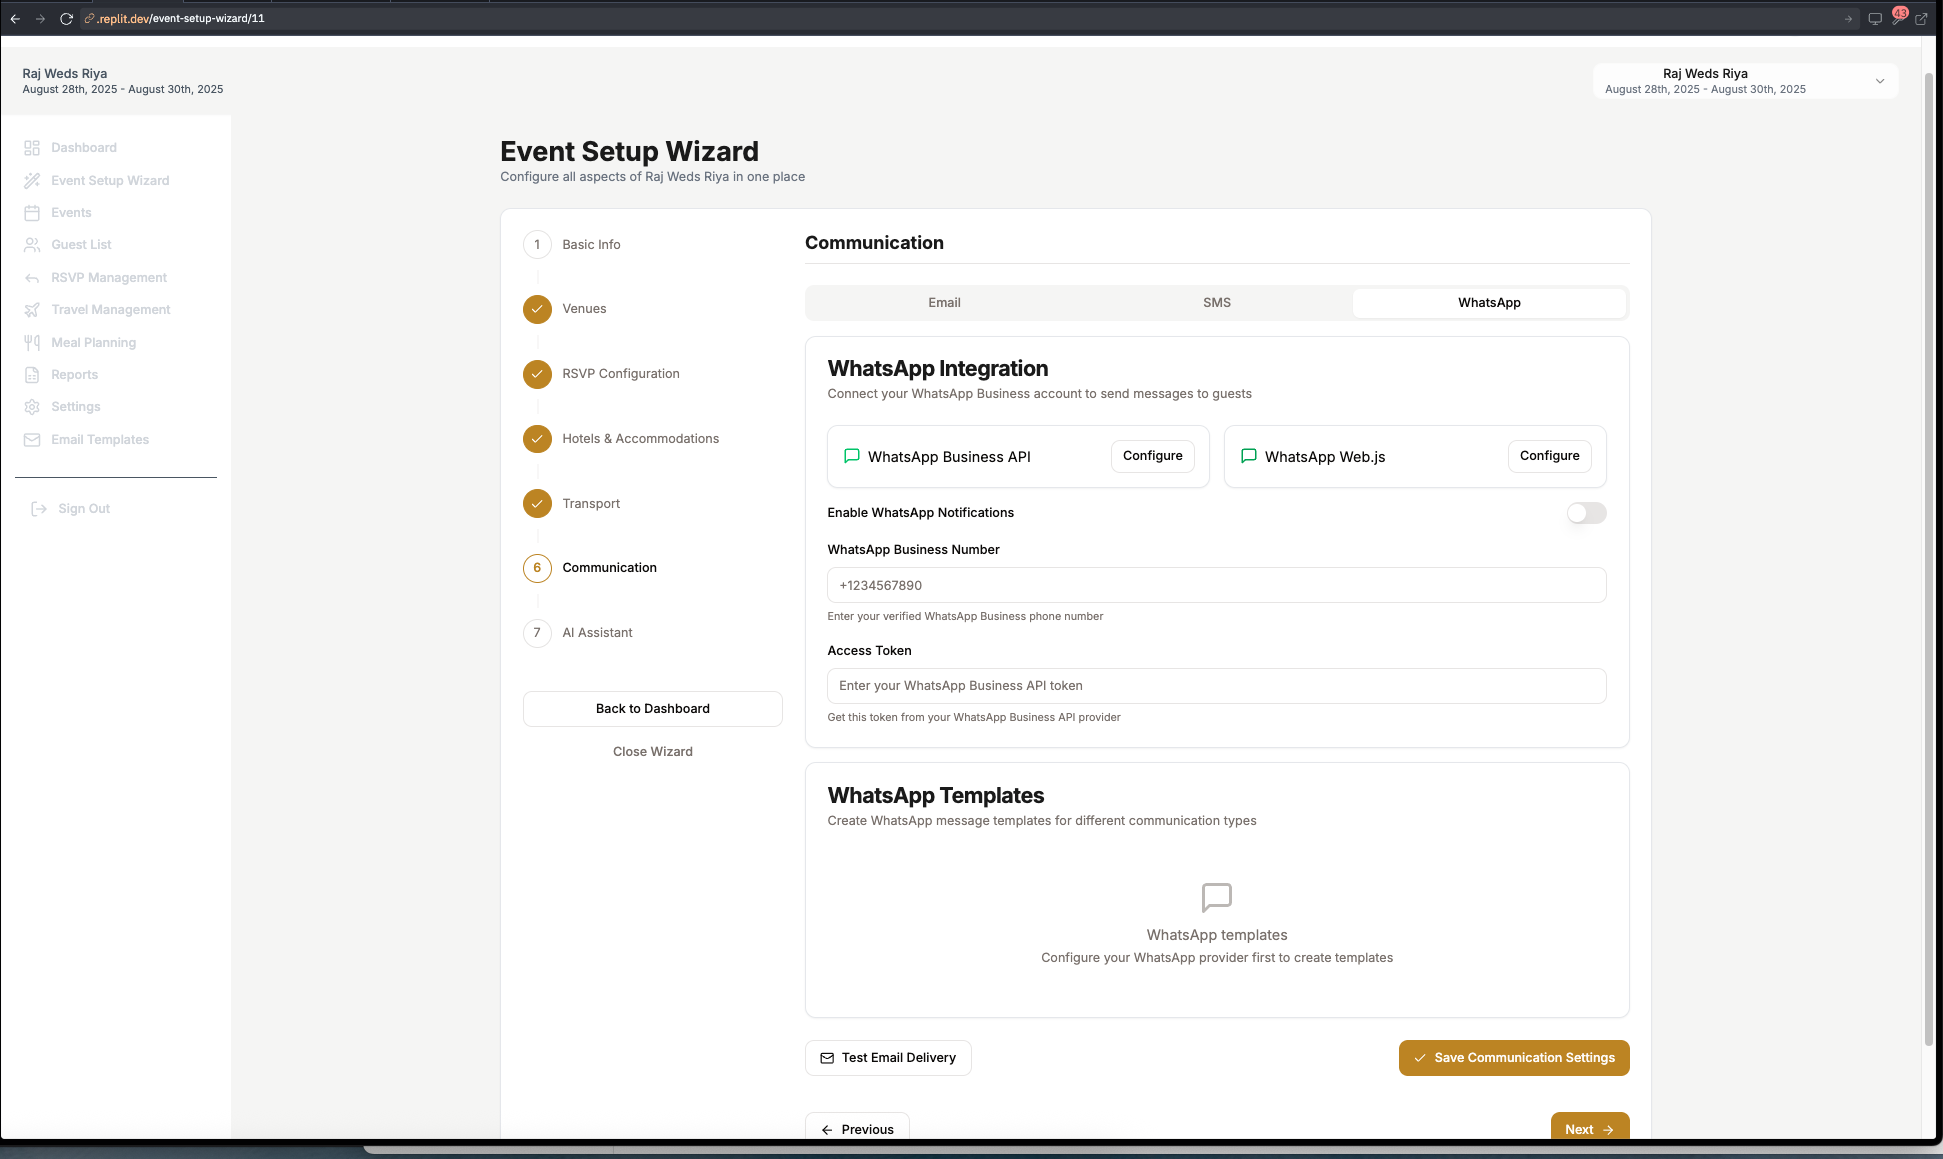 .replit.dev/event-setup-wizard/11
43
Raj Weds Riya
August 28th, 2025 - August 30th, 2025
Raj Weds Riya
August 28th, 2025 - August 30th, 2025
Dashboard
Event Setup Wizard
Events
Guest List
RSVP Management
Travel Management
Meal Planning
Reports
Settings
Email Templates
Sign Out
Event Setup Wizard
Configure all aspects of Raj Weds Riya in one place
1 Basic Info
Venues
RSVP Configuration
Hotels & Accommodations
Transport
6 Communication
7 AI Assistant
Back to Dashboard
Close Wizard
Communication
Email SMS WhatsApp
WhatsApp Integration
Connect your WhatsApp Business account to send messages to guests
WhatsApp Business API Configure
WhatsApp Web.js Configure
Enable WhatsApp Notifications
WhatsApp Business Number
+1234567890
Enter your verified WhatsApp Business phone number
Access Token
Enter your WhatsApp Business API token
Get this token from your WhatsApp Business API provider
WhatsApp Templates
Create WhatsApp message templates for different communication types
WhatsApp templates
Configure your WhatsApp provider first to create templates
Test Email Delivery
Save Communication Settings
Previous
Next